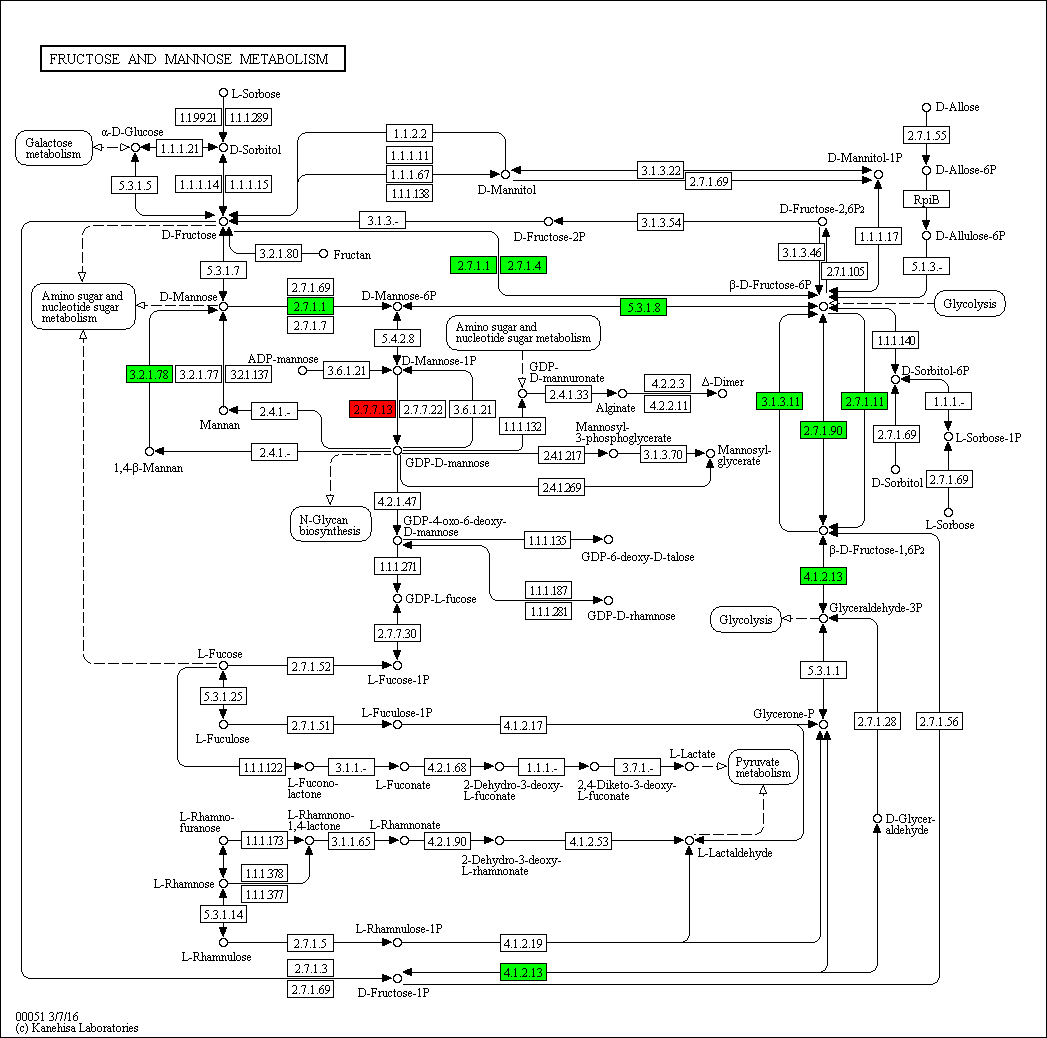 FRUCTOSE AND MANNOSE METABOLISM
L-Sorbose
D-Allose
1.1.99.21
1.1.1.289
2.7.1.55
α-D-Glucose
1.1.2.2
Galactose
metabolism
1.1.1.21
D-Sorbitol
1.1.1.11
D-Mannitol-1P
3.1.3.22
D-Allose-6P
1.1.1.67
2.7.1.69
5.3.1.5
1.1.1.14
1.1.1.15
1.1.1.138
D-Mannitol
RpiB
D-Fructose-2,6P2
3.1.3.-
3.1.3.54
D-Fructose
D-Fructose-2P
1.1.1.17
D-Allulose-6P
3.2.1.80
Fructan
3.1.3.46
2.7.1.1
2.7.1.4
5.1.3.-
5.3.1.7
2.7.1.105
2.7.1.69
β-D-Fructose-6P
Amino sugar and
nucleotide sugar
metabolism
D-Mannose
2.7.1.1
D-Mannose-6P
5.3.1.8
Glycolysis
2.7.1.7
Amino sugar and
nucleotide sugar metabolism
5.4.2.8
1.1.1.140
ADP-mannose
D-Mannose-1P
GDP-
D-mannuronate
3.2.1.78
3.2.1.77
3.2.1.137
3.6.1.21
4.2.2.3
Δ-Dimer
D-Sorbitol-6P
2.4.1.33
Alginate
4.2.2.11
3.1.3.11
2.7.1.11
1.1.1.-
Mannan
2.4.1.-
2.7.7.13
2.7.7.22
3.6.1.21
1.1.1.132
Mannosyl-
3-phosphoglycerate
2.7.1.90
2.7.1.69
L-Sorbose-1P
2.4.1.-
1,4-β-Mannan
GDP-D-mannose
2.4.1.217
3.1.3.70
Mannosyl-
glycerate
D-Sorbitol
2.7.1.69
2.4.1.269
4.2.1.47
N-Glycan
biosynthesis
GDP-4-oxo-6-deoxy-
D-mannose
L-Sorbose
1.1.1.135
GDP-6-deoxy-D-talose
β-D-Fructose-1,6P2
1.1.1.271
4.1.2.13
GDP-L-fucose
1.1.1.187
1.1.1.281
GDP-D-rhamnose
Glycolysis
Glyceraldehyde-3P
2.7.7.30
L-Fucose
2.7.1.52
L-Fucose-1P
5.3.1.1
5.3.1.25
L-Fuculose
2.7.1.51
L-Fuculose-1P
4.1.2.17
Glycerone-P
2.7.1.28
2.7.1.56
1.1.1.122
L-Fucono-
lactone
3.1.1.-
L-Fuconate
4.2.1.68
2-Dehydro-3-deoxy-
L-fuconate
1.1.1.-
2,4-Diketo-3-deoxy-
L-fuconate
3.7.1.-
L-Lactate
Pyruvate
metabolism
L-Rhamno-
furanose
L-Rhamnono-
1,4-lactone
L-Rhamnonate
D-Glycer-
aldehyde
1.1.1.173
3.1.1.65
4.2.1.90
2-Dehydro-3-deoxy-
L-rhamnonate
4.1.2.53
L-Lactaldehyde
1.1.1.378
L-Rhamnose
1.1.1.377
5.3.1.14
L-Rhamnulose
2.7.1.5
L-Rhamnulose-1P
4.1.2.19
2.7.1.3
2.7.1.69
D-Fructose-1P
4.1.2.13
00051 3/7/16
(c) Kanehisa Laboratories